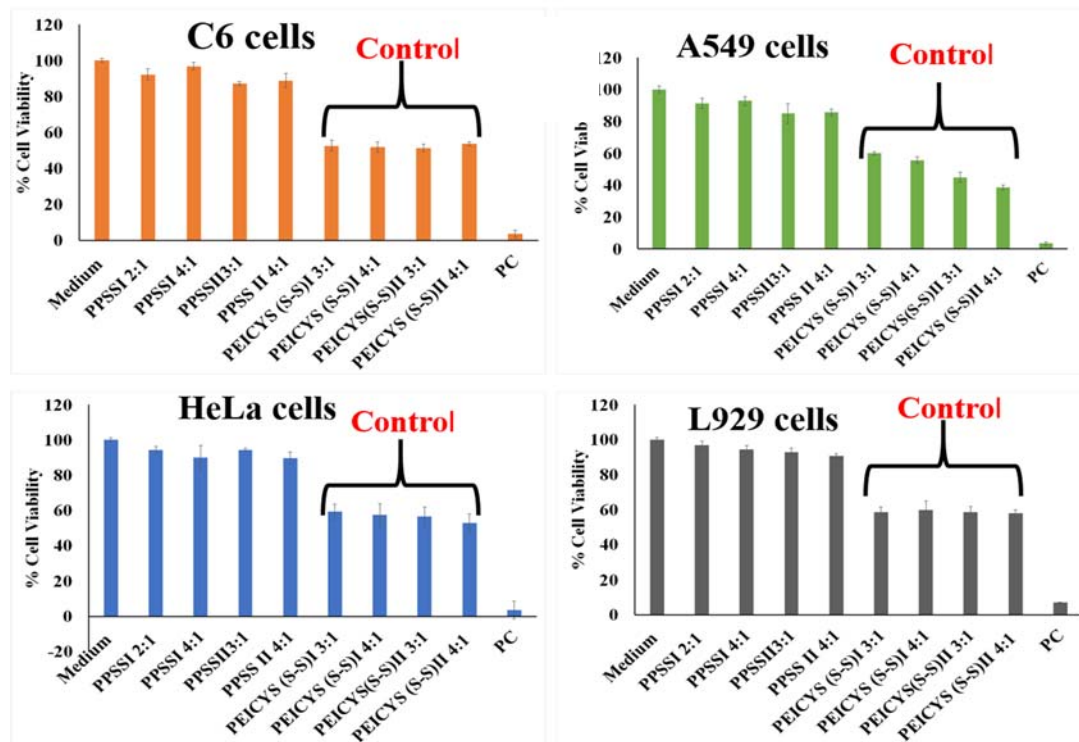 C6 cells
Control
% Cell Viability
120
100
80
60
40
20
0
Medium
PPSSI 2:1
PPSSI 4:1
PPSSII3:1
PPSS II 4:1
PEICYS (S-S)I 3:1
PEICYS (S-S)I 4:1
PEICYS(S-S)II 3:1
PEICYS (S-S)II 4:1
PC
A549 cells
Control
% Cell Viab
120
100
80
60
40
20
0
Medium
PPSSI 2:1
PPSSI 4:1
PPSSII3:1
PPSS II 4:1
PEICYS (S-S)I 3:1
PEICYS (S-S)I 4:1
PEICYS(S-S)II 3:1
PEICYS (S-S)II 4:1
PC
HeLa cells
Control
% Cell Viability
120
100
80
60
40
20
0
-20
Medium
PPSSI 2:1
PPSSI 4:1
PPSSII3:1
PPSS II 4:1
PEICYS (S-S)I 3:1
PEICYS (S-S)I 4:1
PEICYS(S-S)II 3:1
PEICYS (S-S)II 4:1
PC
L929 cells
Control
% Cell Viability
120
100
80
60
40
20
0
Medium
PPSSI 2:1
PPSSI 4:1
PPSSII3:1
PPSS II 4:1
PEICYS (S-S)I 3:1
PEICYS (S-S)I 4:1
PEICYS(S-S)II 3:1
PEICYS (S-S)II 4:1
PC